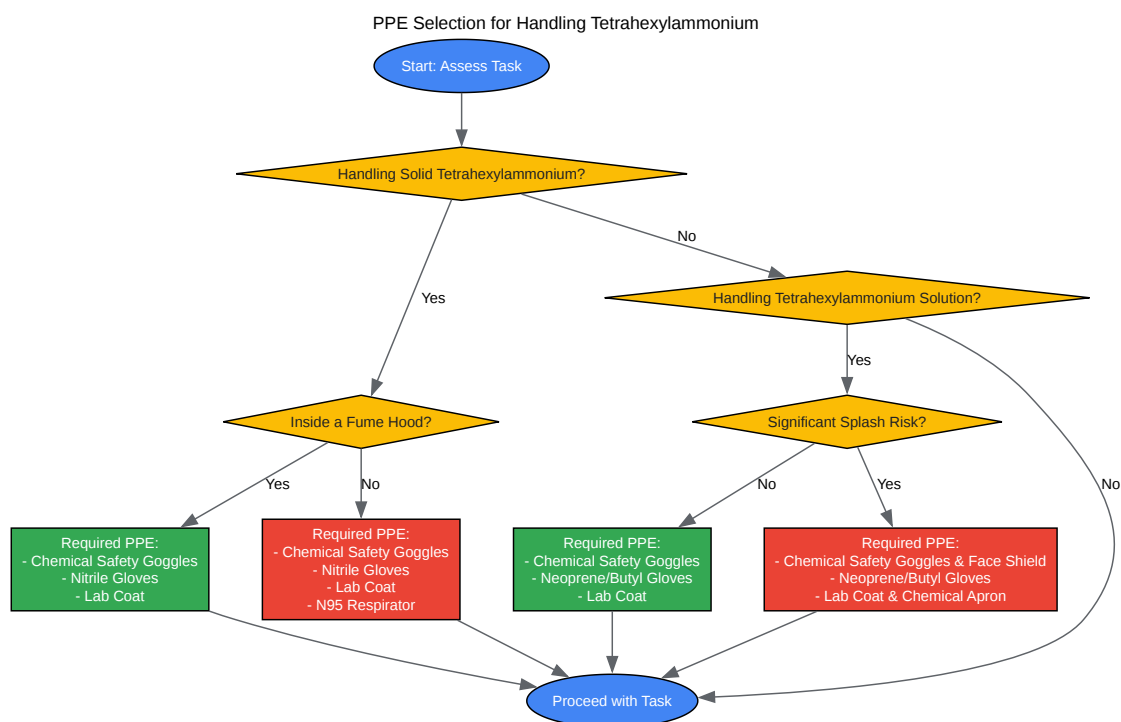 PPE Selection for Handling Tetrahexylammonium
Start: Assess Task
Handling Solid Tetrahexylammonium?
No
Handling Tetrahexylammonium Solution?
Yes
Yes
Inside a Fume Hood?
Significant Splash Risk?
Yes
No
No
Yes
No
Required PPE:
- Chemical Safety Goggles
- Nitrile Gloves
- Lab Coat
Required PPE:
- Chemical Safety Goggles
- Nitrile Gloves
- Lab Coat
- N95 Respirator
Required PPE:
- Chemical Safety Goggles
- Neoprene/Butyl Gloves
- Lab Coat
Required PPE:
- Chemical Safety Goggles & Face Shield
- Neoprene/Butyl Gloves
- Lab Coat & Chemical Apron
Proceed with Task